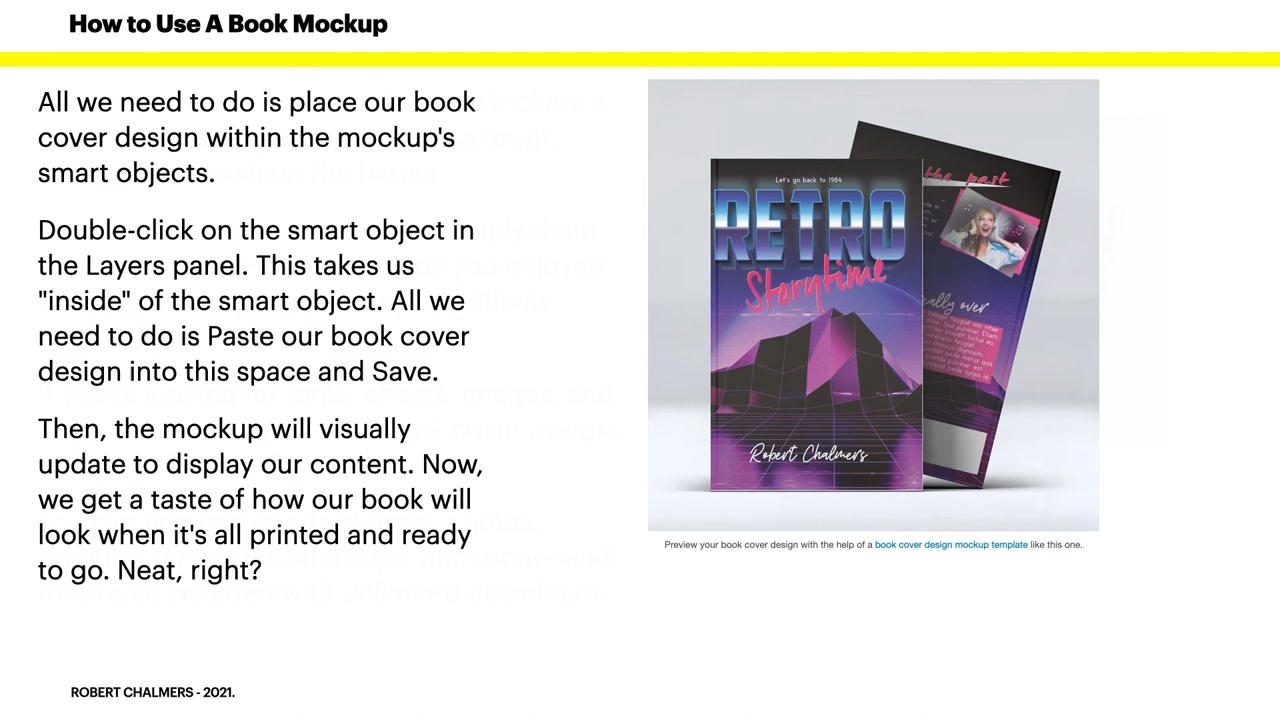 How to Use A Book Mockup
All we need to do is place our book
cover design within the mockup's
smart objects.
Double-click on the smart object in
the Layers panel. This takes us
"inside" of the smart object. All we
need to do is Paste our book cover
design into this space and Save.
Then, the mockup will visually
update to display our content. Now,
we get a taste of how our book will
look when it's all printed and ready
to go. Neat, right?
Let's go back to 1984
RETRO
Storytime
Robert Chalmers
the past
Preview your book cover design with the help of a book cover design mockup template like this one.
ROBERT CHALMERS - 2021.